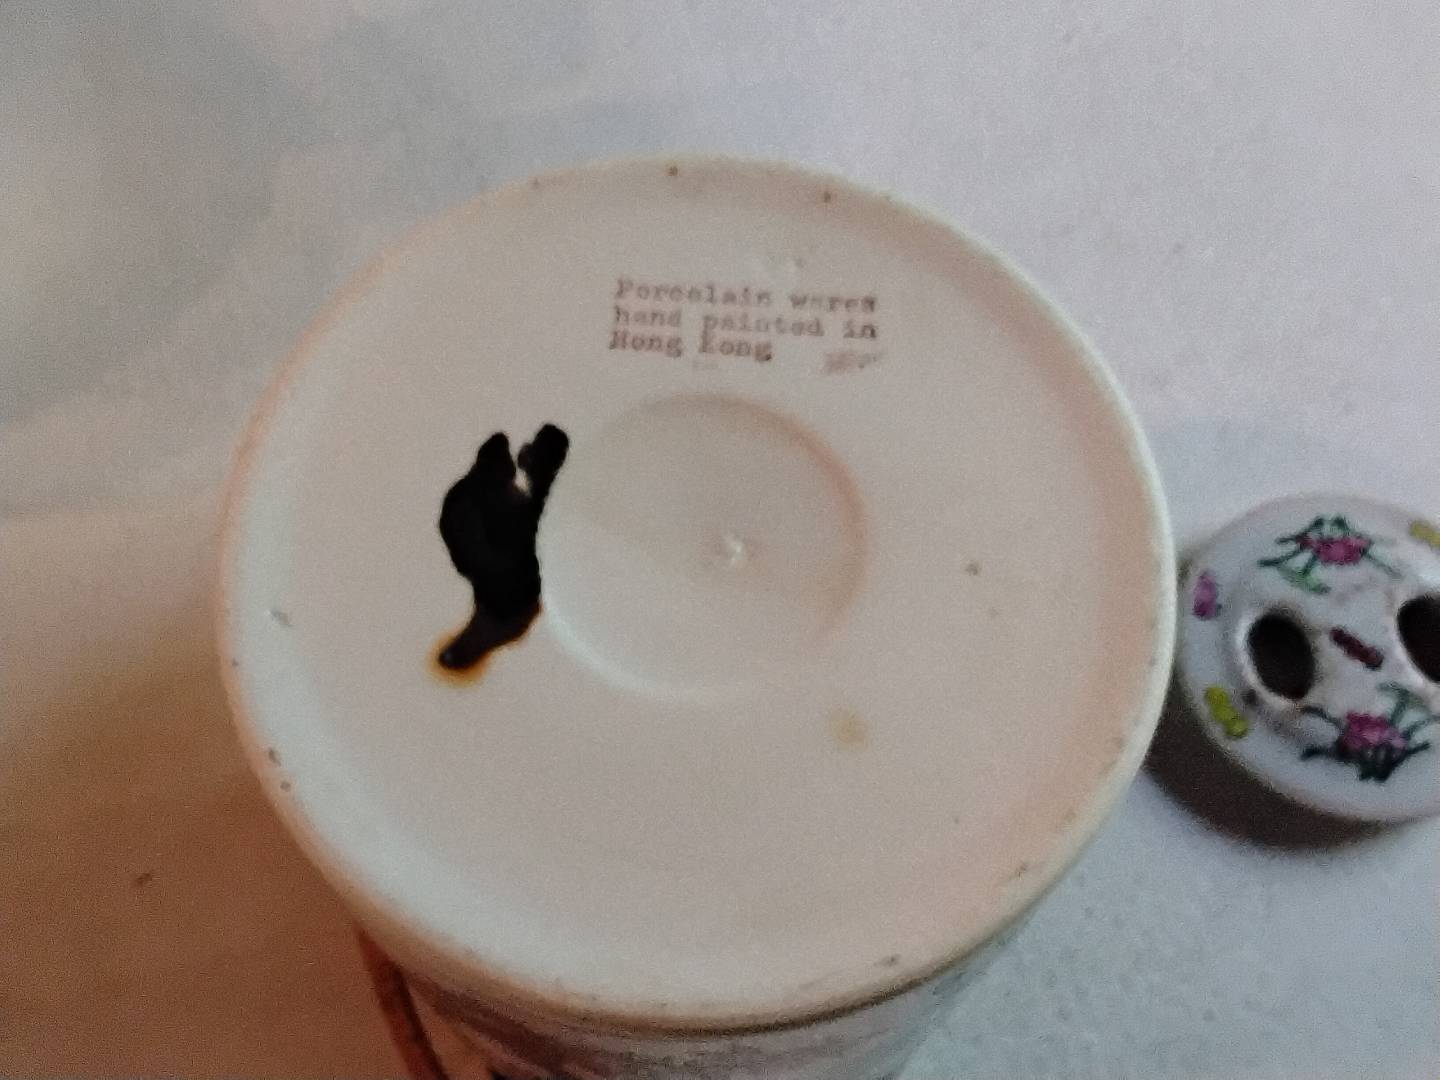 Porcelain wares
hand painted in
Hong Kong